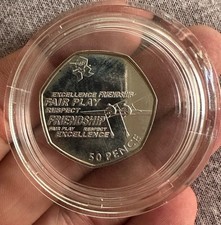 EXCELLENCE FRIENDSHIP
FAIR PLAY
RESPECT
FRIENDSHIP
FAIR PLAY RESPECT
EXCELLENCE
50 PENCE